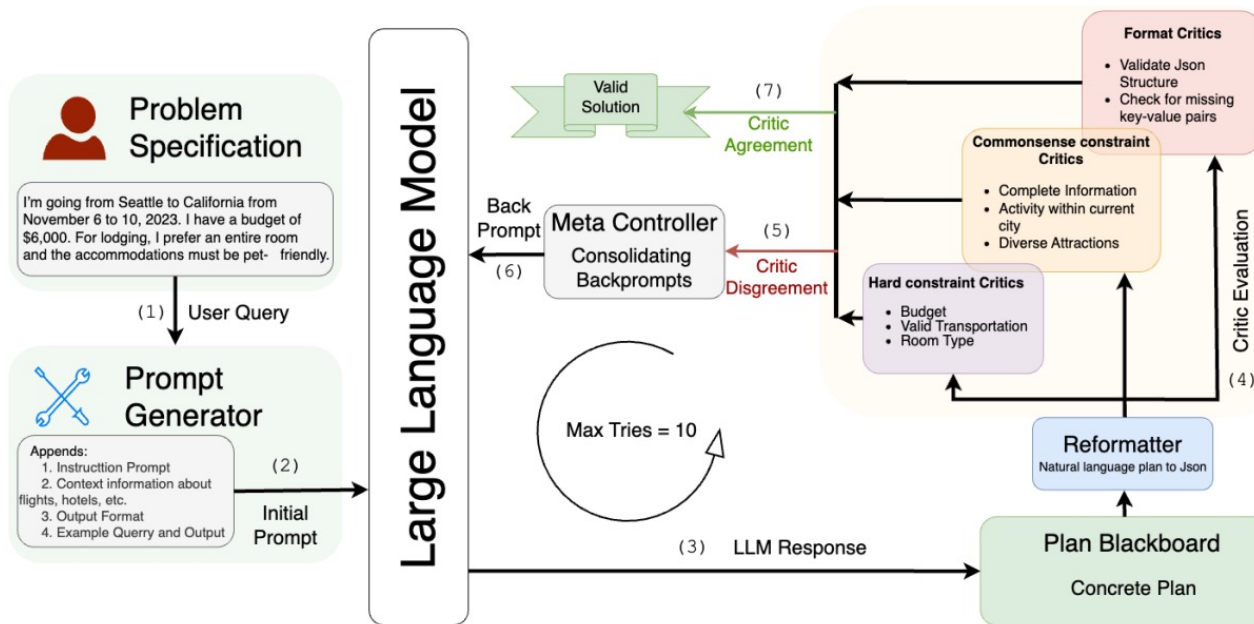 Problem
Specification
I'm going from Seattle to California from
November 6 to 10, 2023. I have a budget of
$6,000. For lodging, I prefer an entire room
and the accommodations must be pet- friendly.
(1)
User Query
Prompt
Generator
Appends:
1. Instructtion Prompt
2. Context information about
flights, hotels, etc.
3. Output Format
4. Example Querry and Output
(2)
Initial
Prompt
Large Language Model
Valid
Solution
(7)
Critic
Agreement
Back
Prompt
(6)
Meta Controller
Consolidating
Backprompts
(5)
Critic
Disgreement
Max Tries = 10
(3)
LLM Response
Format Critics
• Validate Json
Structure
• Check for missing
key-value pairs
Commonsense constraint
Critics
• Complete Information
• Activity within current
city
• Diverse Attractions
Hard constraint Critics
• Budget
• Valid Transportation
• Room Type
Critic Evaluation
(4)
Reformatter
Natural language plan to Json
Plan Blackboard
Concrete Plan